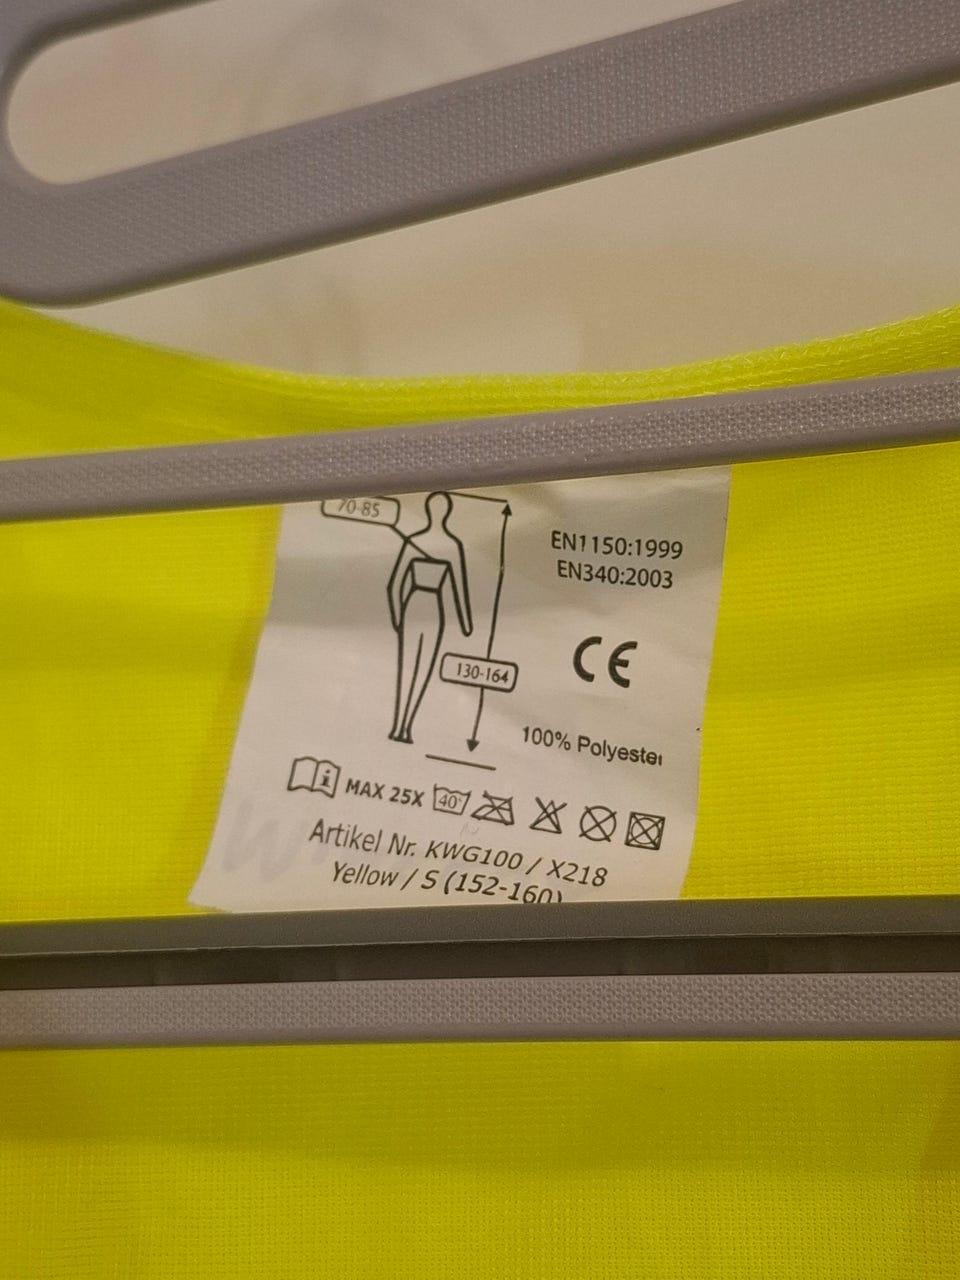 70-85
EN1150:1999
EN340:2003
CE
130-164
100% Polyester
i MAX 25X 40°
Artikel Nr. KWG100 / X218
Yellow / S (152-160)